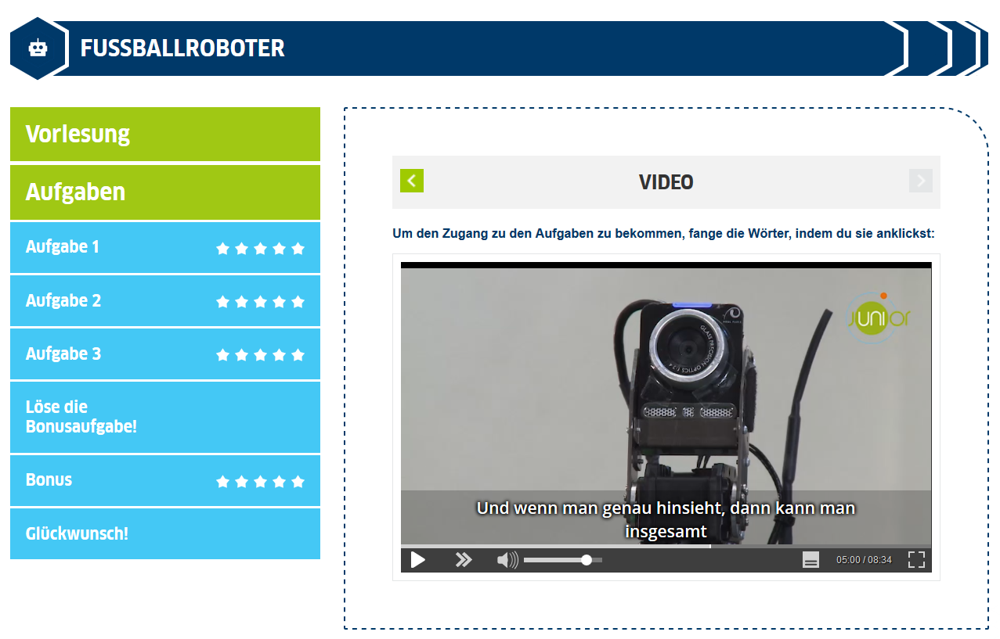 FUSSBALLROBOTER
Vorlesung
Aufgaben
Aufgabe 1
Aufgabe 2
Aufgabe 3
Löse die
Bonusaufgabe!
Bonus
Glückwunsch!
VIDEO
Um den Zugang zu den Aufgaben zu bekommen, fange die Wörter, indem du sie anklickst:
JUNIOR
GLASS PRECISION OPTICS 1:2.4
Und wenn man genau hinsieht, dann kann man
insgesamt
05:00 / 08:34